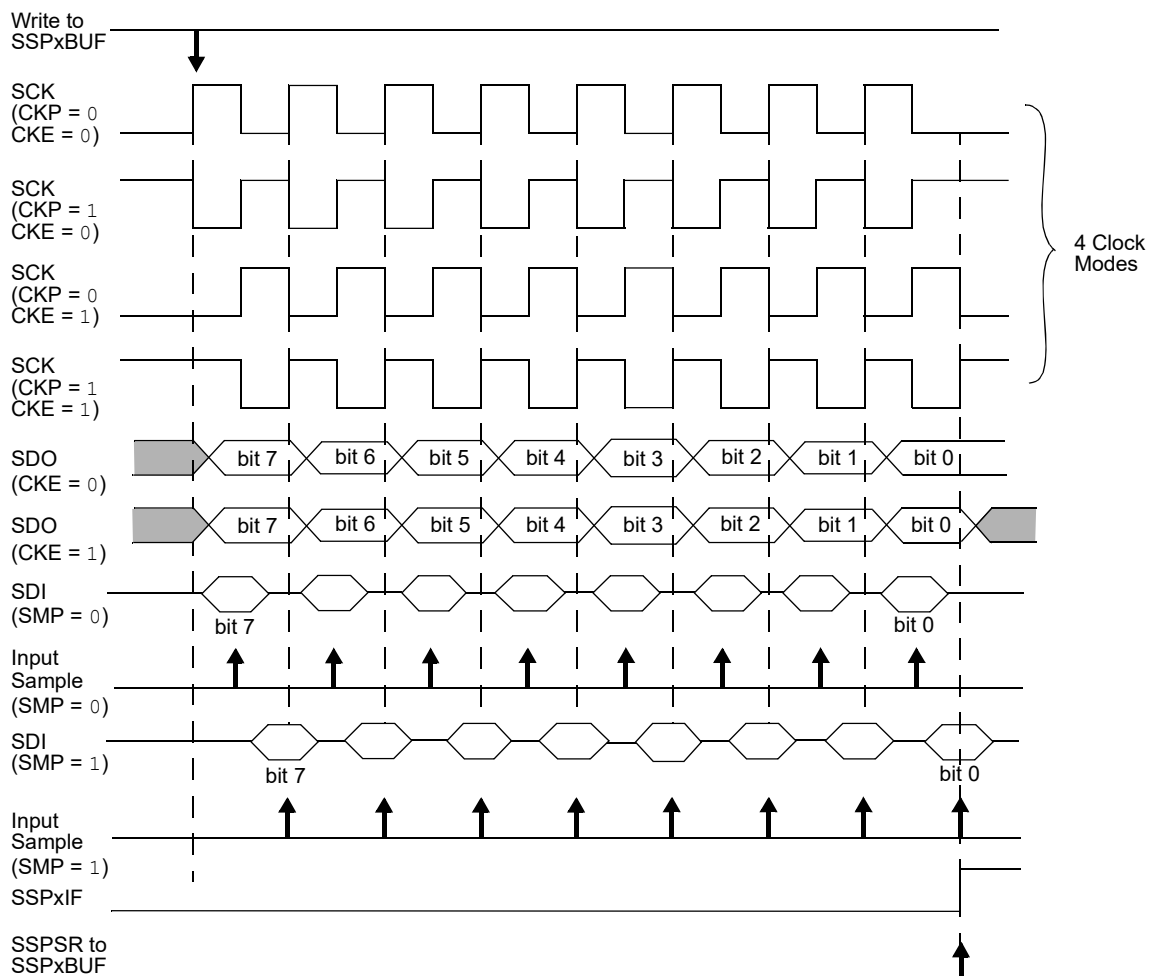 Write to
SSPxBUF
SCK
(CKP = 0
CKE = 0)
SCK
(CKP = 1
CKE = 0)
SCK
(CKP = 0
CKE = 1)
SCK
(CKP = 1
CKE = 1)
4 Clock
Modes
SDO
(CKE = 0)
bit 7 bit 6 bit 5 bit 4 bit 3 bit 2 bit 1 bit 0
SDO
(CKE = 1)
bit 7 bit 6 bit 5 bit 4 bit 3 bit 2 bit 1 bit 0
SDI
(SMP = 0)
bit 7 bit 0
Input
Sample
(SMP = 0)
SDI
(SMP = 1)
bit 7 bit 0
Input
Sample
(SMP = 1)
SSPxIF
SSPSR to
SSPxBUF